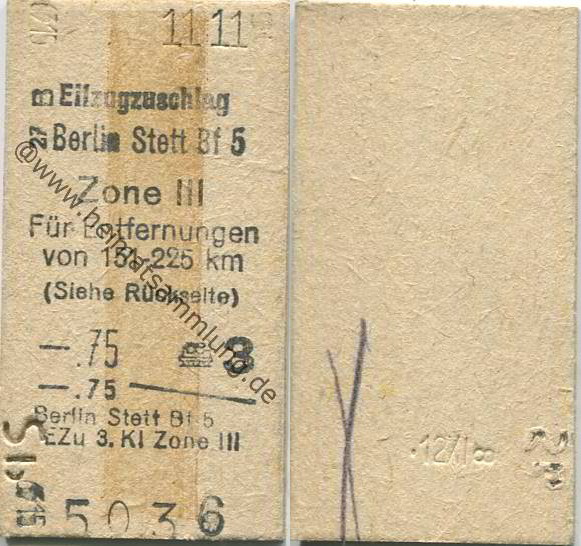 11 11
Eilzugzuschlag
Berlin Stett Bf 5
Zone III
Für Entfernungen
von 151-225 km
(Siehe Rückseite)
—.75 3
—.75
Berlin Stett Bf 5
EZu 3. Kl Zone III
5036
@www.heimatsammlung.de